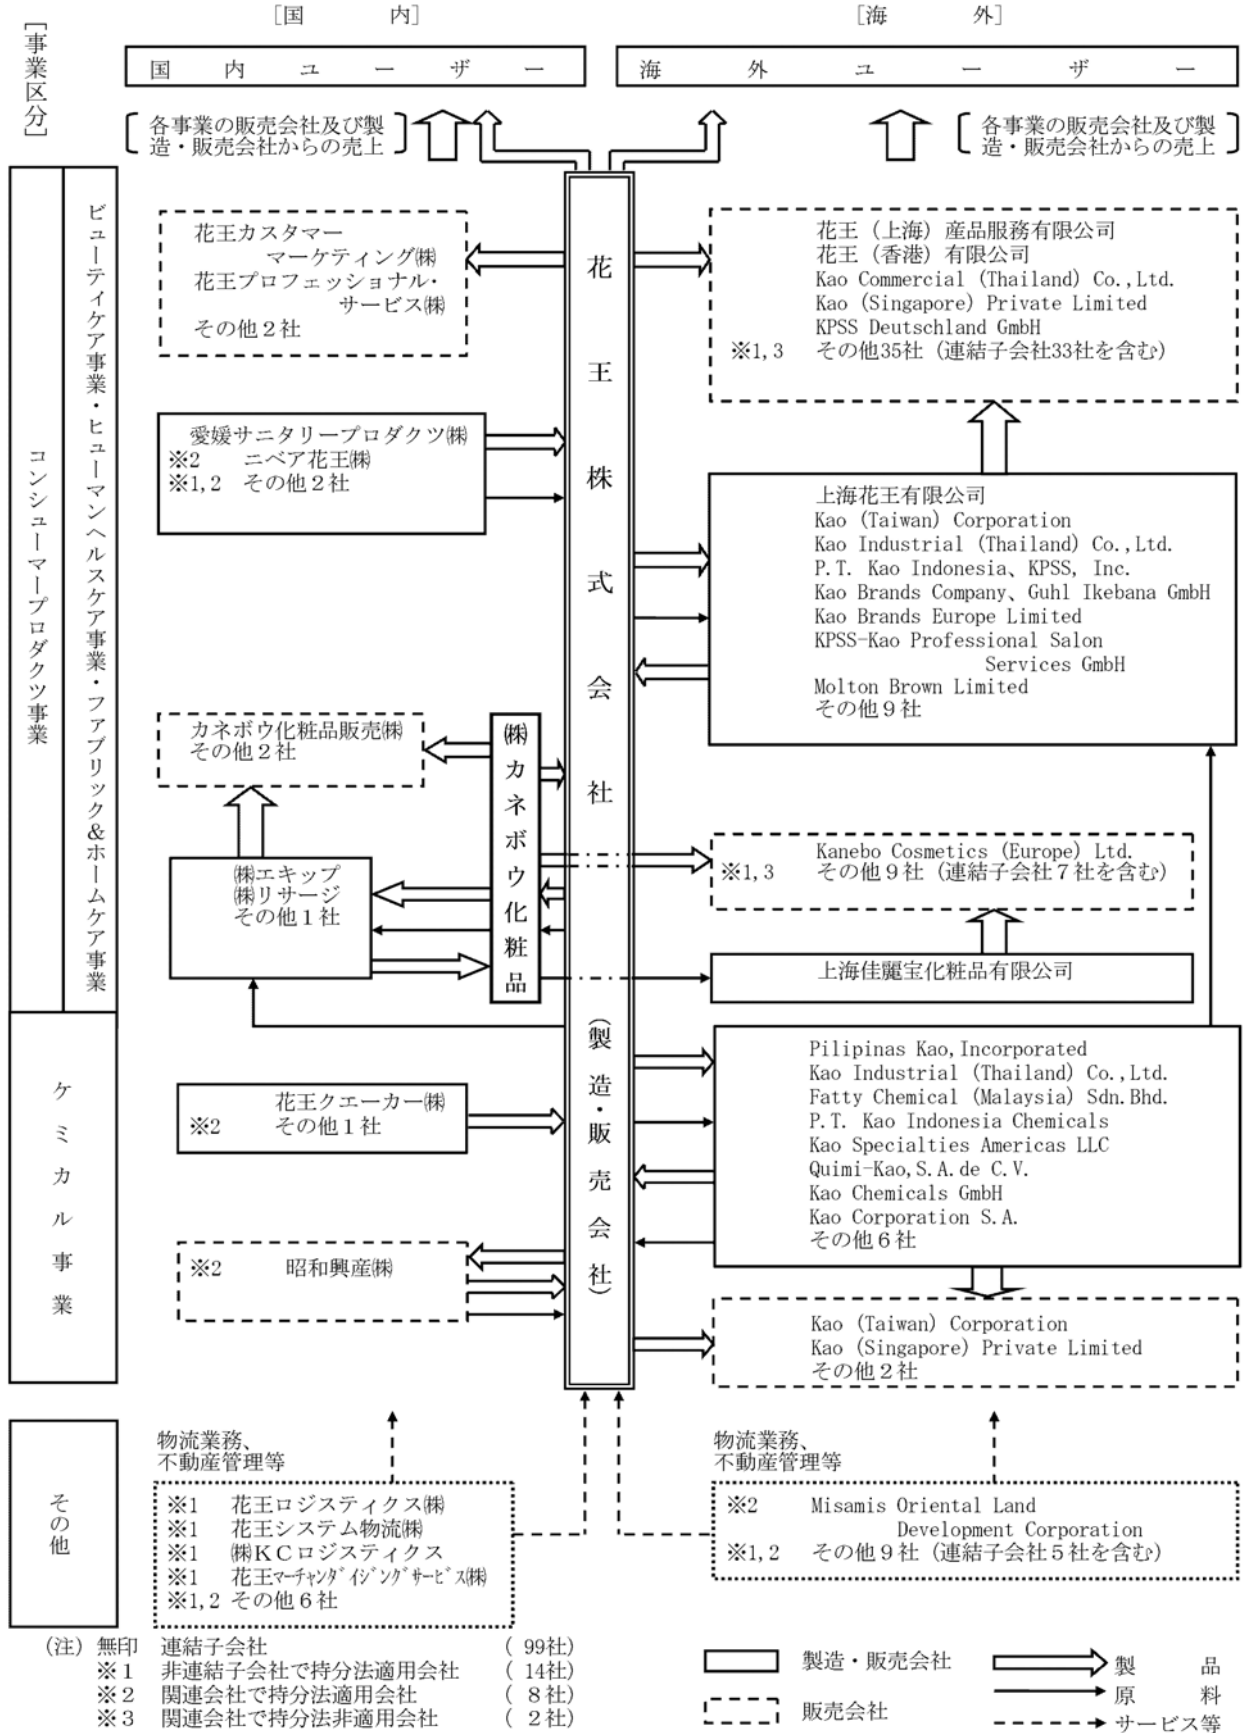 [国　　内]
[海　　外]
[事業区分]
国内ユーザー
海外ユーザー
各事業の販売会社及び製
造・販売会社からの売上
各事業の販売会社及び製
造・販売会社からの売上
コンシューマープロダクツ事業
ビューティケア事業・ヒューマンヘルスケア事業・ファブリック&ホームケア事業
花王カスタマー
マーケティング㈱
花王プロフェッショナル・
サービス㈱
その他２社
花王株式会社（製造・販売会社）
花王（上海）産品服務有限公司
花王（香港）有限公司
Kao Commercial (Thailand) Co.,Ltd.
Kao (Singapore) Private Limited
KPSS Deutschland GmbH
※1,3 その他35社（連結子会社33社を含む）
愛媛サニタリープロダクツ㈱
※2 ニベア花王㈱
※1,2 その他２社
上海花王有限公司
Kao (Taiwan) Corporation
Kao Industrial (Thailand) Co.,Ltd.
P.T. Kao Indonesia、KPSS, Inc.
Kao Brands Company、Guhl Ikebana GmbH
Kao Brands Europe Limited
KPSS-Kao Professional Salon
Services GmbH
Molton Brown Limited
その他９社
カネボウ化粧品販売㈱
その他２社
㈱カネボウ化粧品
㈱エキップ
㈱リサージ
その他１社
Kanebo Cosmetics (Europe) Ltd.
※1,3 その他９社（連結子会社７社を含む）
上海佳麗宝化粧品有限公司
ケミカル事業
花王クエーカー㈱
※2 その他１社
Pilipinas Kao,Incorporated
Kao Industrial (Thailand) Co.,Ltd.
Fatty Chemical (Malaysia) Sdn.Bhd.
P.T. Kao Indonesia Chemicals
Kao Specialties Americas LLC
Quimi-Kao,S.A.de C.V.
Kao Chemicals GmbH
Kao Corporation S.A.
その他６社
※2 昭和興産㈱
Kao (Taiwan) Corporation
Kao (Singapore) Private Limited
その他２社
その他
物流業務、
不動産管理等
※1 花王ロジスティクス㈱
※1 花王システム物流㈱
※1 ㈱ＫＣロジスティクス
※1 花王ﾏｰﾁｬﾝﾀﾞｲｼﾞﾝｸﾞｻｰﾋﾞｽ㈱
※1,2 その他６社
物流業務、
不動産管理等
※2 Misamis Oriental Land
Development Corporation
※1,2 その他９社（連結子会社５社を含む）
(注) 無印 連結子会社 ( 99社)
※１ 非連結子会社で持分法適用会社 ( 14社)
※２ 関連会社で持分法適用会社 ( 8社)
※３ 関連会社で持分法非適用会社 ( 2社)
製造・販売会社
販売会社
製　　品
原　　料
サービス等